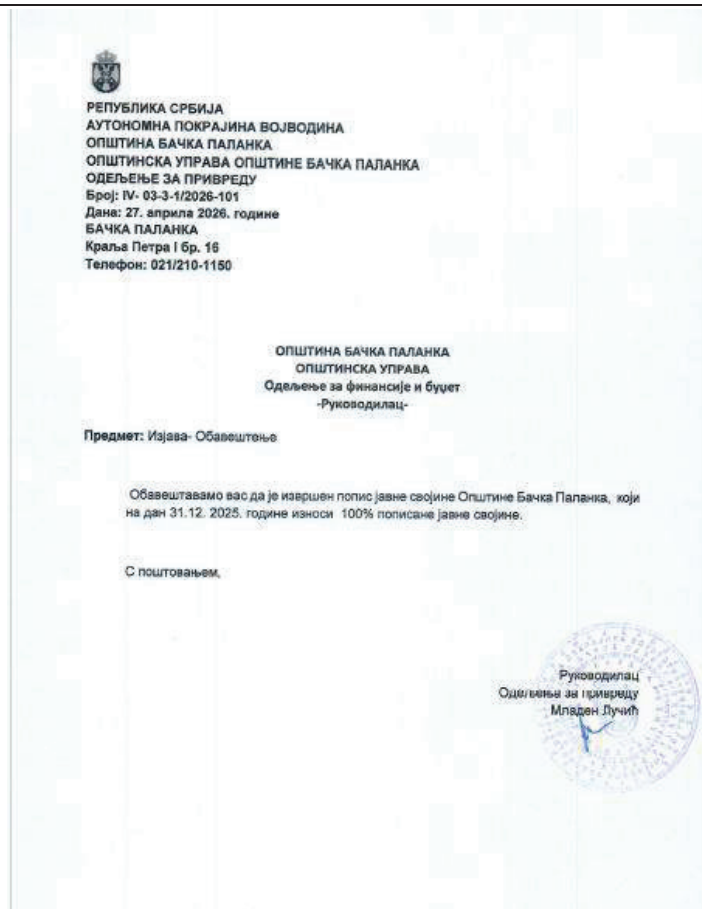 РЕПУБЛИКА СРБИЈА
АУТОНОМНА ПОКРАЈИНА ВОЈВОДИНА
ОПШТИНА БАЧКА ПАЛАНКА
ОПШТИНСКА УПРАВА ОПШТИНЕ БАЧКА ПАЛАНКА
ОДЕЉЕЊЕ ЗА ПРИВРЕДУ
Број: IV- 03-3-1/2026-101
Дана: 27. априла 2026. године
БАЧКА ПАЛАНКА
Краља Петра I бр. 16
Телефон: 021/210-1150
ОПШТИНА БАЧКА ПАЛАНКА
ОПШТИНСКА УПРАВА
Одељење за финансије и буџет
-Руководилац-
Предмет: Изјава- Обавештење
Обавештавамо вас да је извршен попис јавне својине Општине Бачка Паланка, који
на дан 31.12. 2025. године износи 100% пописане јавне својине.
С поштовањем,
Руководилац
Одељења за привреду
Младен Лучић